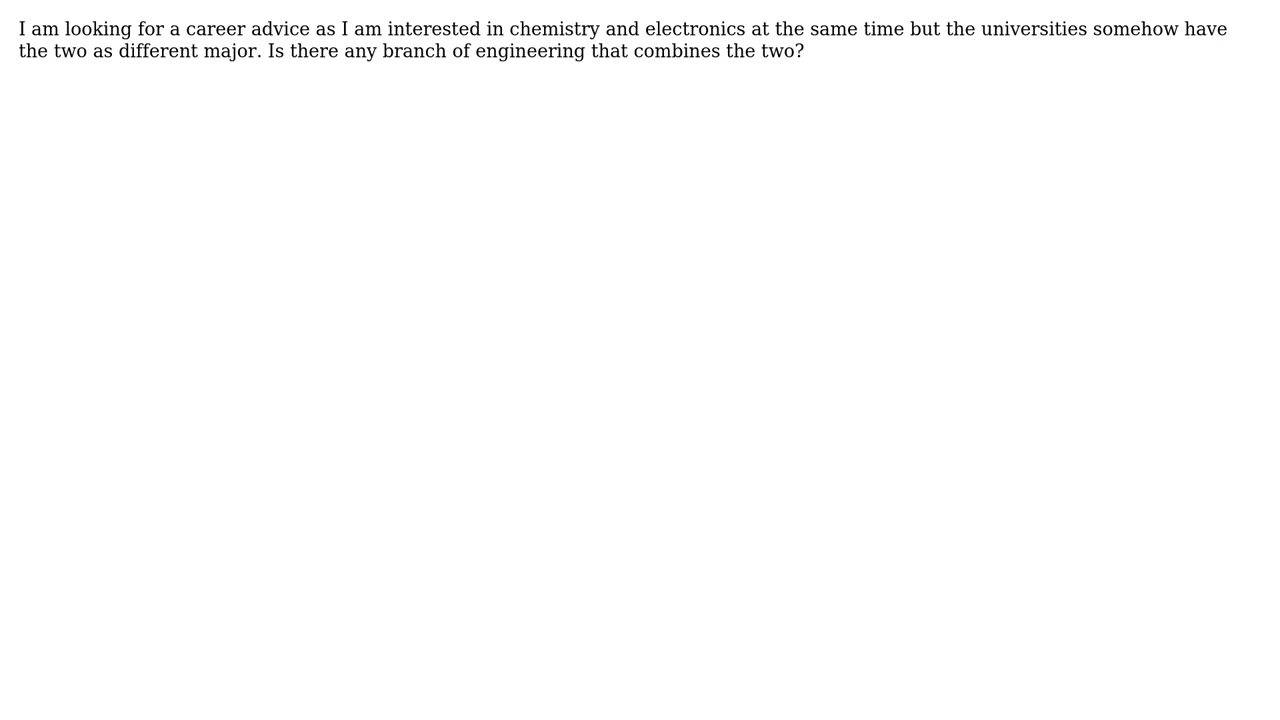 I am looking for a career advice as I am interested in chemistry and electronics at the same time but the universities somehow have
the two as different major. Is there any branch of engineering that combines the two?